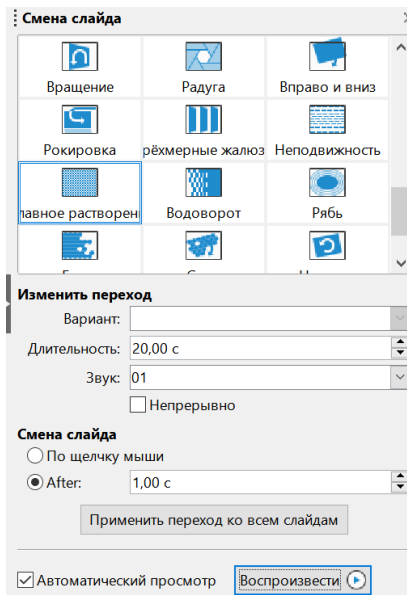 Смена слайда
Вращение Радуга Вправо и вниз
Рокировка рёхмерные жалюз Неподвижность
лавное растворен Водоворот Рябь
Изменить переход
Вариант:
Длительность: 20,00 с
Звук: 01
Непрерывно
Смена слайда
По щелчку мыши
After: 1,00 с
Применить переход ко всем слайдам
Автоматический просмотр Воспроизвести